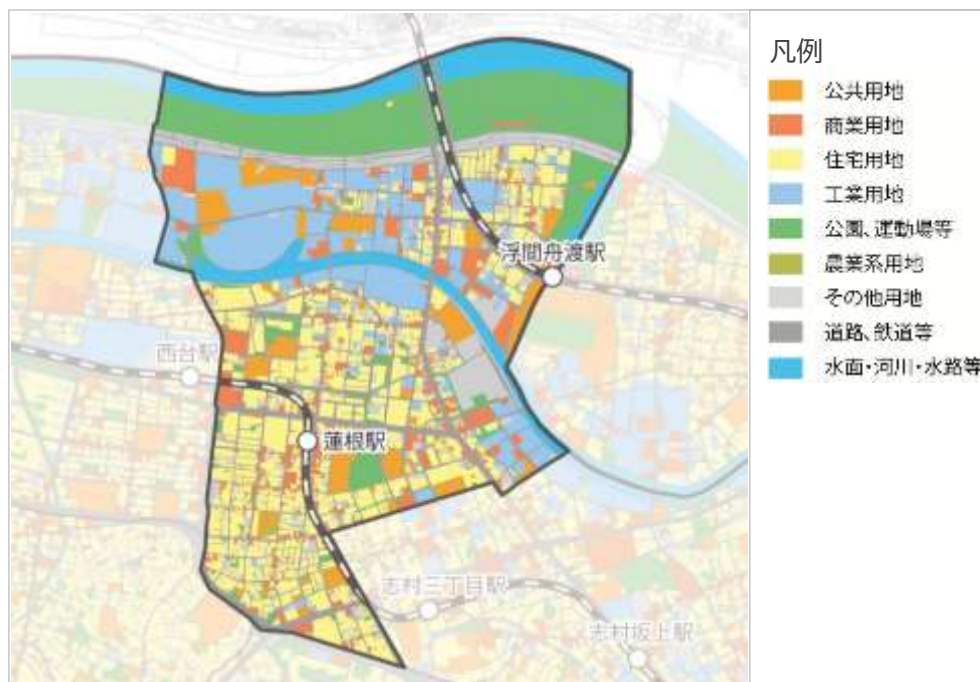 凡例
公共用地
商業用地
住宅用地
工業用地
公園、運動場等
農業系用地
その他用地
道路、鉄道等
水面・河川・水路等
浮間舟渡駅
西台駅
蓮根駅
志村三丁目駅
志村坂上駅